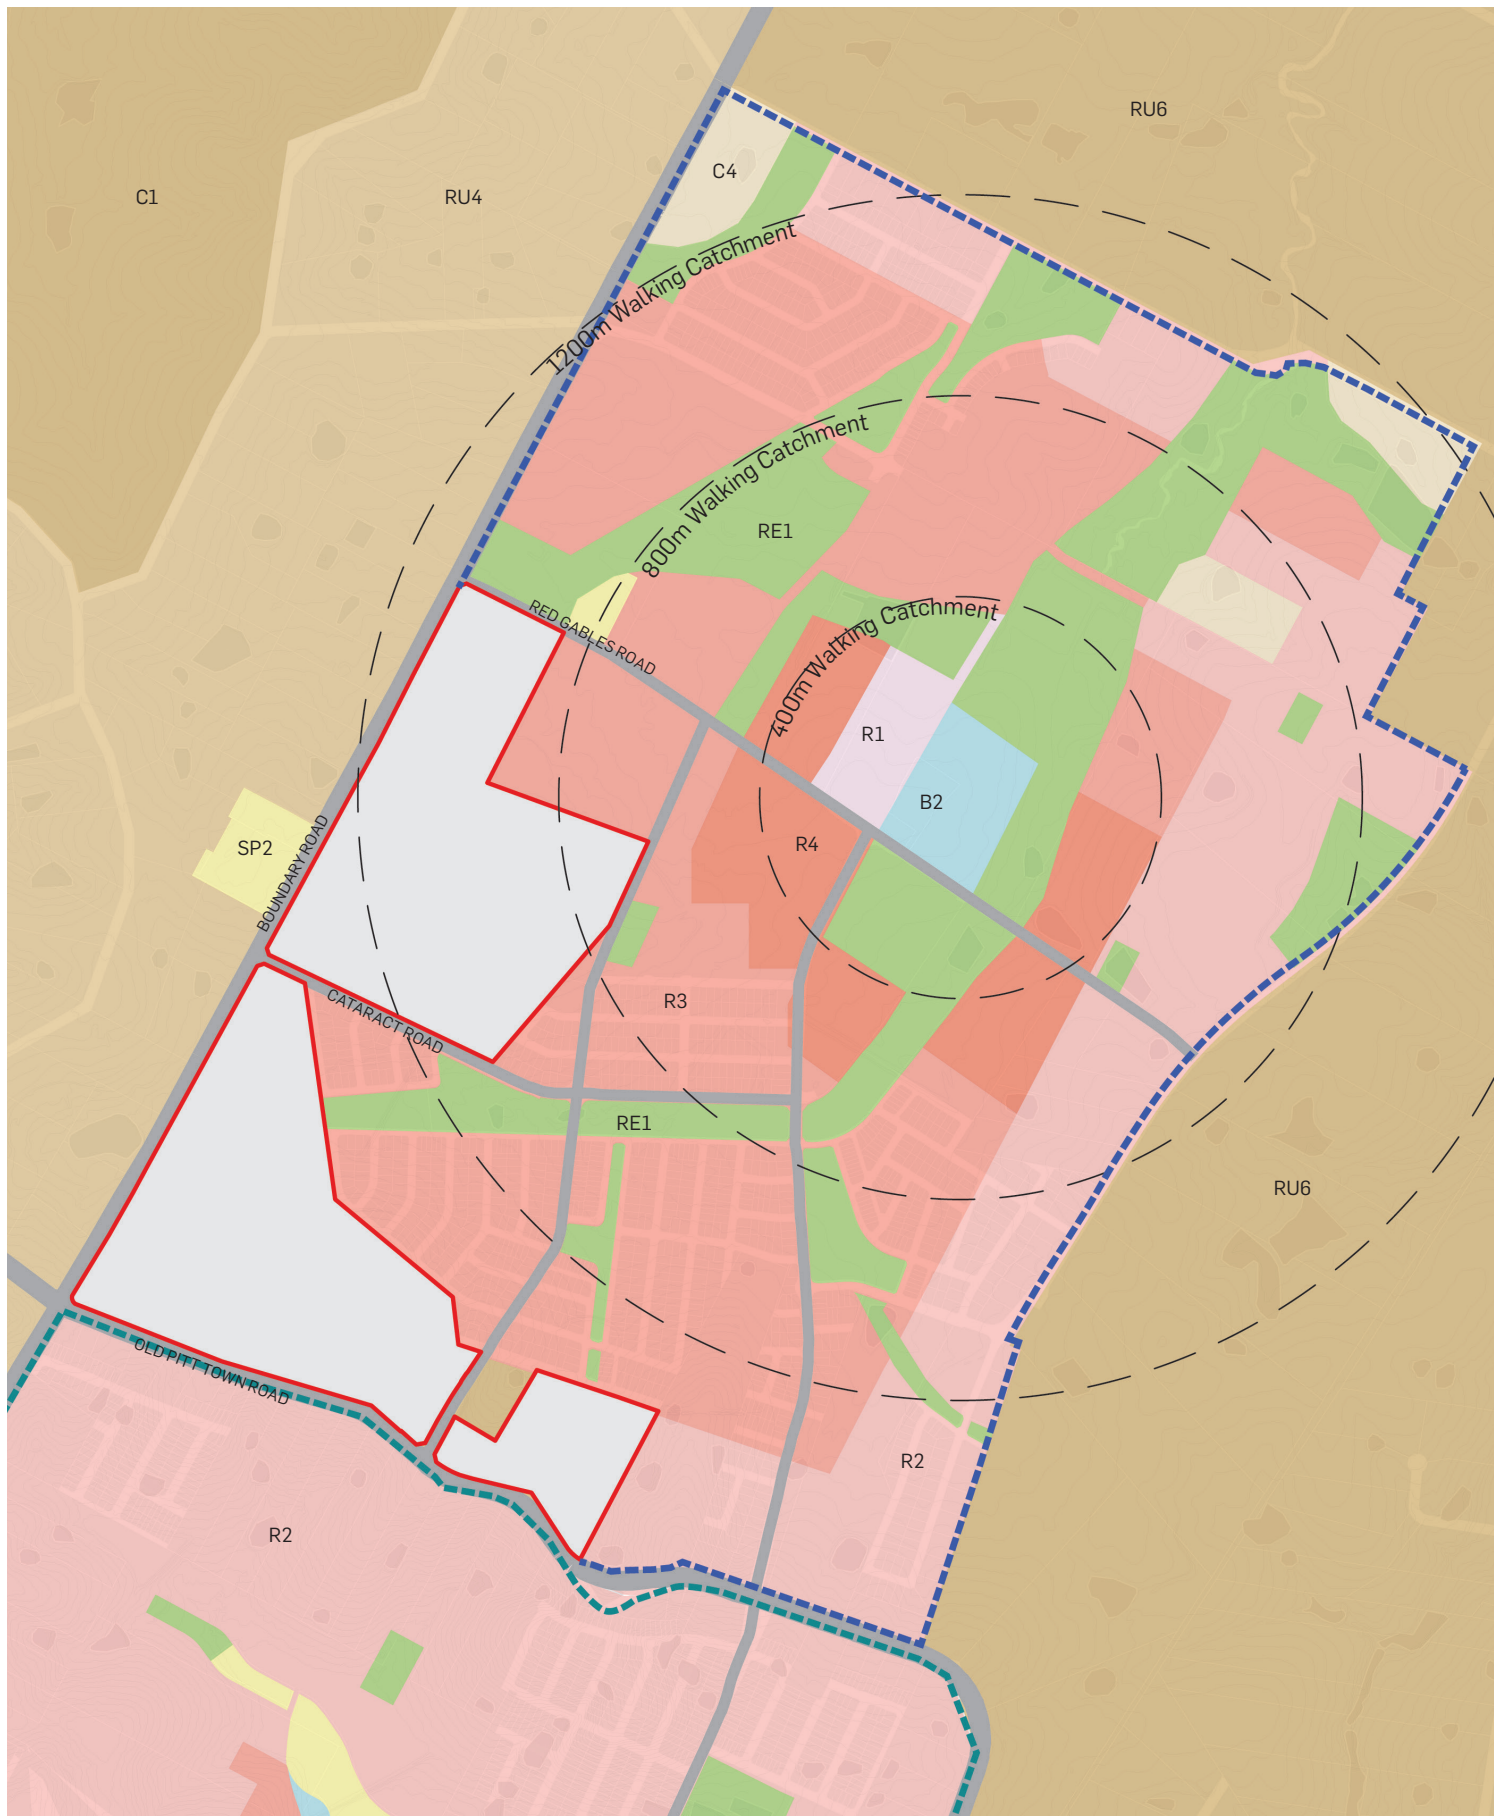 RU6
C4
C1
RU4
1200m Walking Catchment
800m Walking Catchment
RE1
RED GABLES ROAD
400m Walking Catchment
R1
B2
R4
SP2
BOUNDARY ROAD
R3
CATARACT ROAD
RE1
RU6
OLD PITT TOWN ROAD
R2
R2